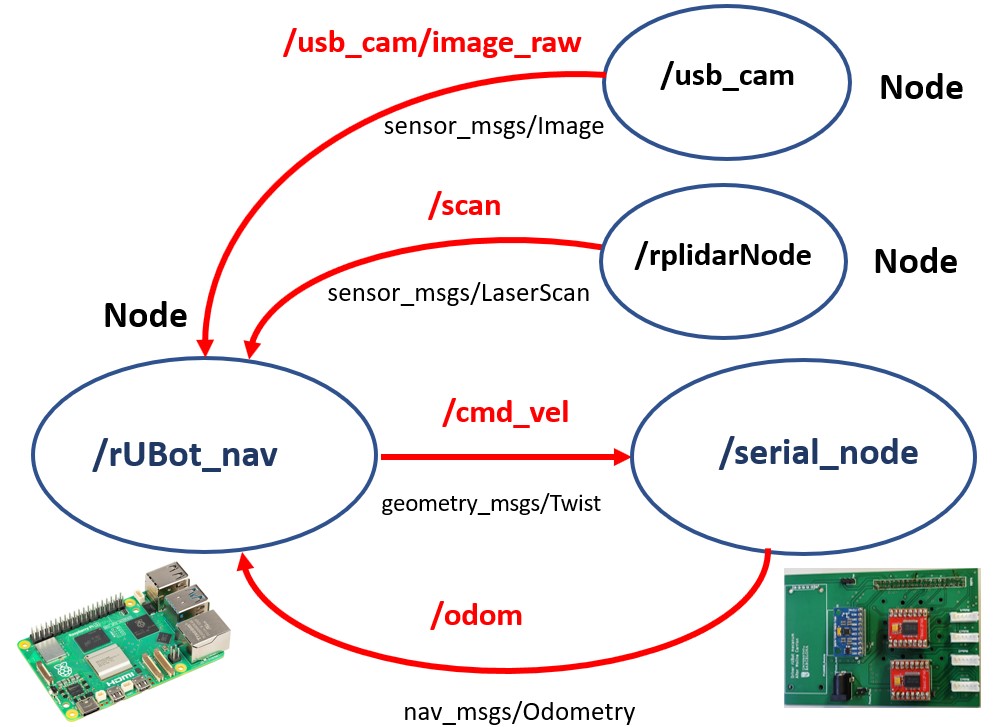 /usb_cam/image_raw
/usb_cam
Node
sensor_msgs/Image
/scan
/rplidarNode
Node
sensor_msgs/LaserScan
Node
/cmd_vel
/rUBot_nav
/serial_node
geometry_msgs/Twist
/odom
HDMI
nav_msgs/Odometry